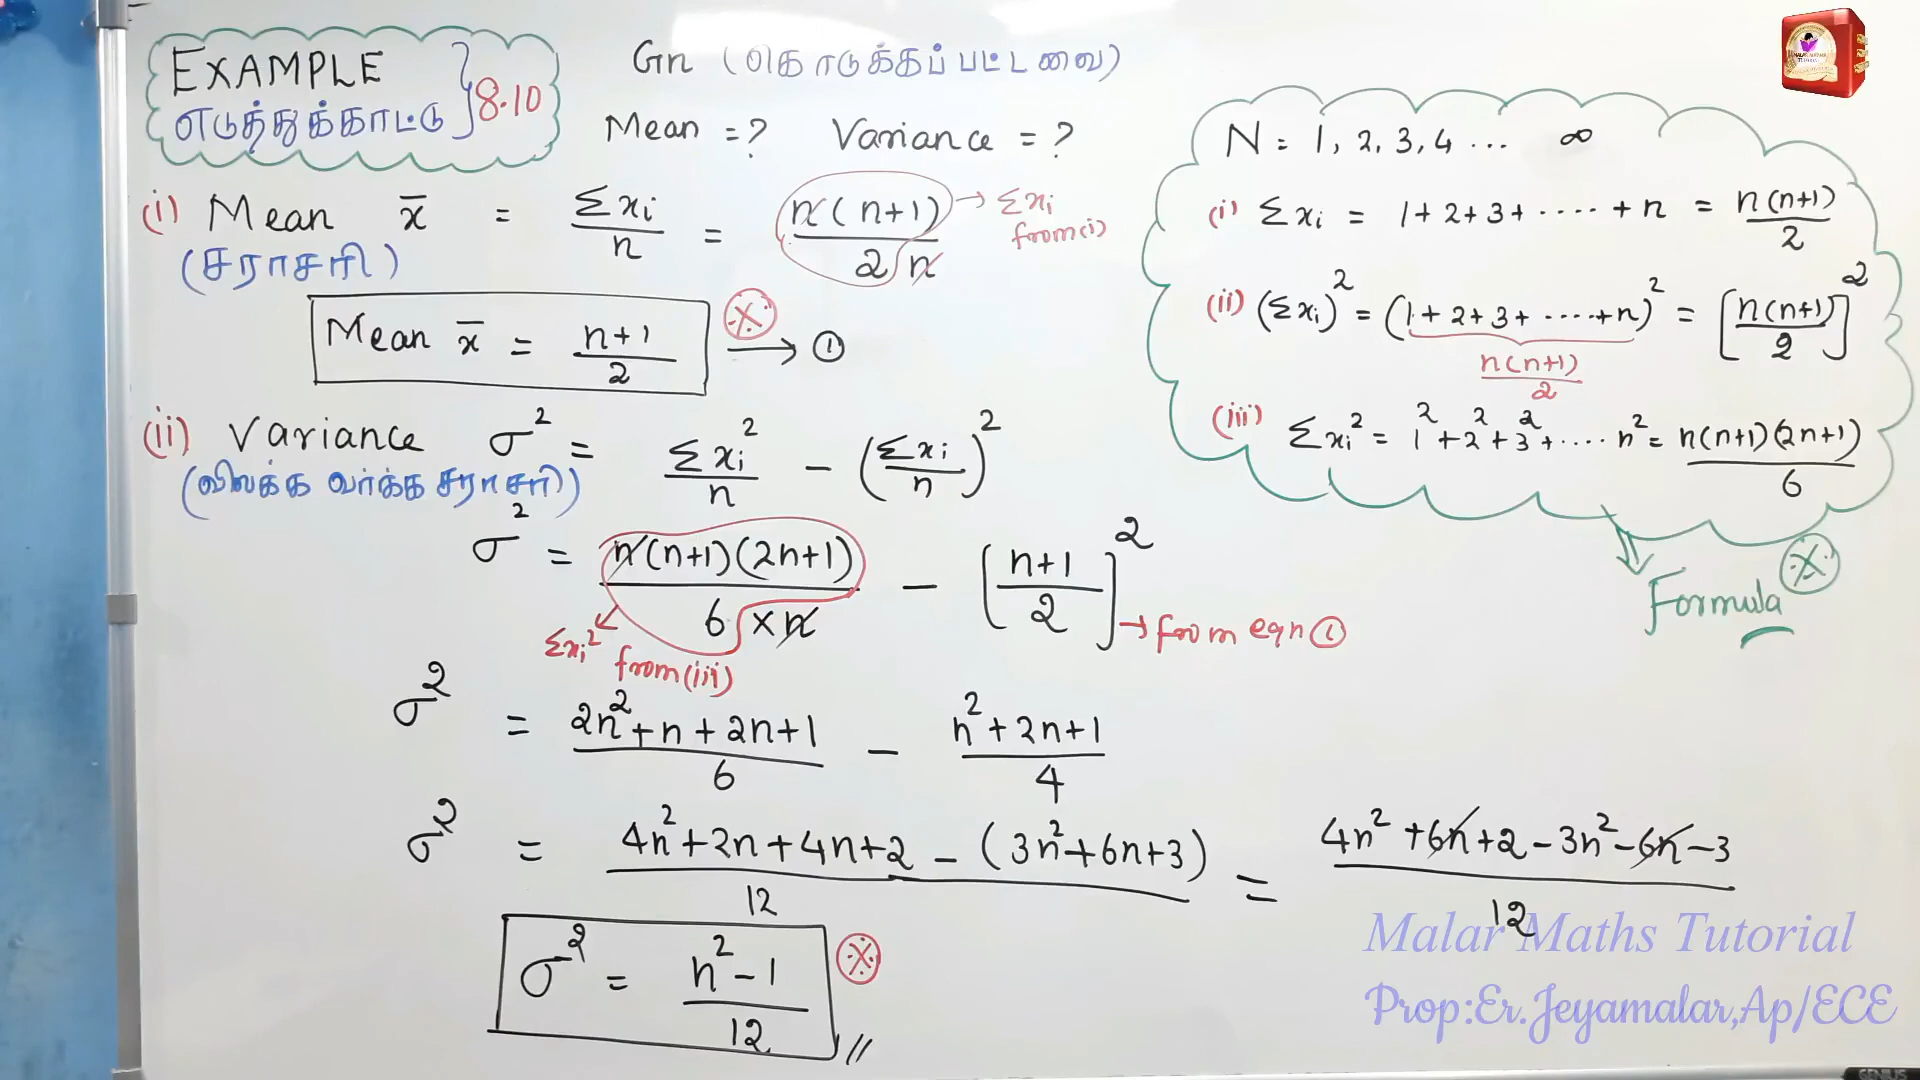 EXAMPLE
எடுத்துக்காட்டு } 8.10
Gn (கொடுக்கப்பட்டவை)
Mean = ? Variance = ?
(i) Mean x̄ = Σxi / n = n(n+1) / 2n → Σxi from (i)
(சராசரி)
Mean x̄ = (n+1) / 2 → ①
(ii) Variance σ² = Σxi² / n − (Σxi / n)²
(விலக்க வர்க்க சராசரி)
σ² = n(n+1)(2n+1) / 6×n − [(n+1) / 2]² → from eqn ①
Σxi² from (iii)
σ² = (2n²+n+2n+1) / 6 − (n²+2n+1) / 4
σ² = (4n²+2n+4n+2 − (3n²+6n+3)) / 12 = (4n²+6n+2−3n²−6n−3) / 12
σ² = (n²−1) / 12 //
N = 1, 2, 3, 4 ... ∞
(i) Σxi = 1+2+3+.....+n = n(n+1) / 2
(ii) (Σxi)² = (1+2+3+.....+n)² = [n(n+1) / 2]²
n(n+1) / 2
(iii) Σxi² = 1²+2²+3²+.... n² = n(n+1)(2n+1) / 6
Formula
Malar Maths Tutorial
Prop:Er.Jeyamalar,Ap/ECE